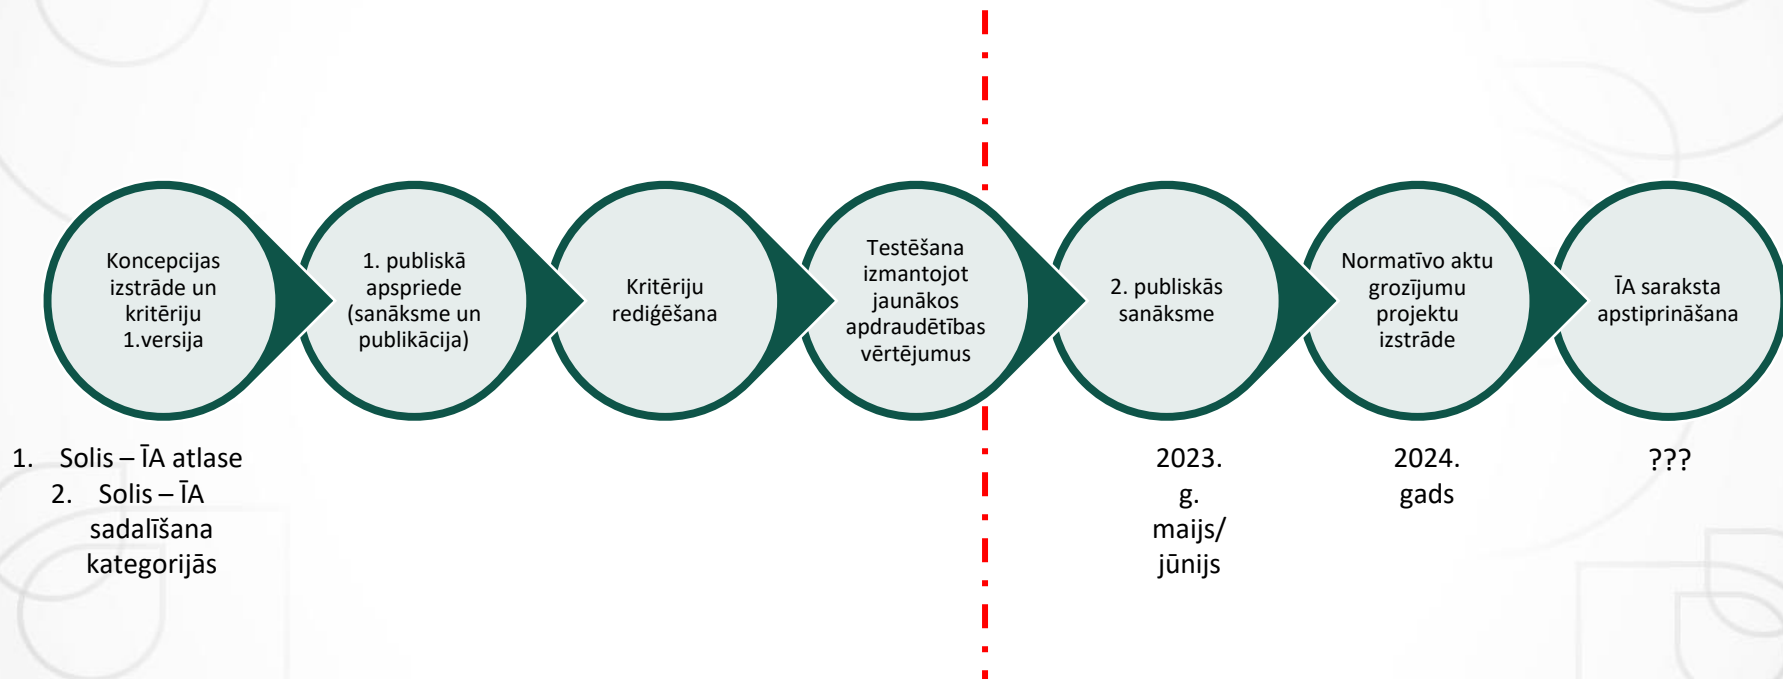 Koncepcijas
izstrāde un
kritēriju
1.versija
1. publiskā
apspriede
(sanāksme un
publikācija)
Kritēriju
rediģēšana
Testēšana
izmantojot
jaunākos
apdraudētības
vērtējumus
2. publiskās
sanāksme
Normatīvo aktu
grozījumu
projektu
izstrāde
ĪA saraksta
apstiprināšana
1. Solis – ĪA atlase
2. Solis – ĪA
sadalīšana
kategorijās
2023.
g.
maijs/
jūnijs
2024.
gads
???